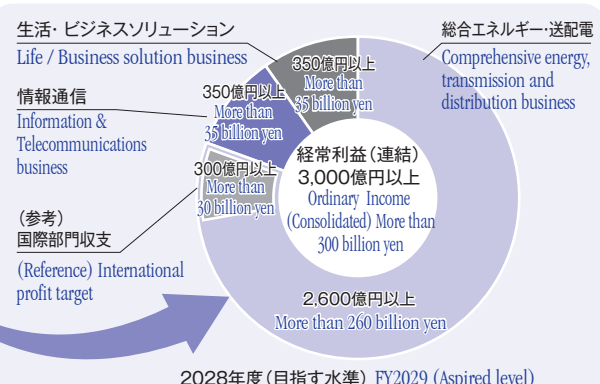 生活・ビジネスソリューション
Life / Business solution business
情報通信
Information &
Telecommunications
business
(参考)
国際部門収支
(Reference) International
profit target
総合エネルギー・送配電
Comprehensive energy,
transmission and
distribution business
350億円以上
More than
35 billion yen
350億円以上
More than
35 billion yen
300億円以上
More than
30 billion yen
経常利益(連結)
3,000億円以上
Ordinary Income
(Consolidated) More than
300 billion yen
2,600億円以上
More than 260 billion yen
2028年度(目指す水準) FY2029 (Aspired level)